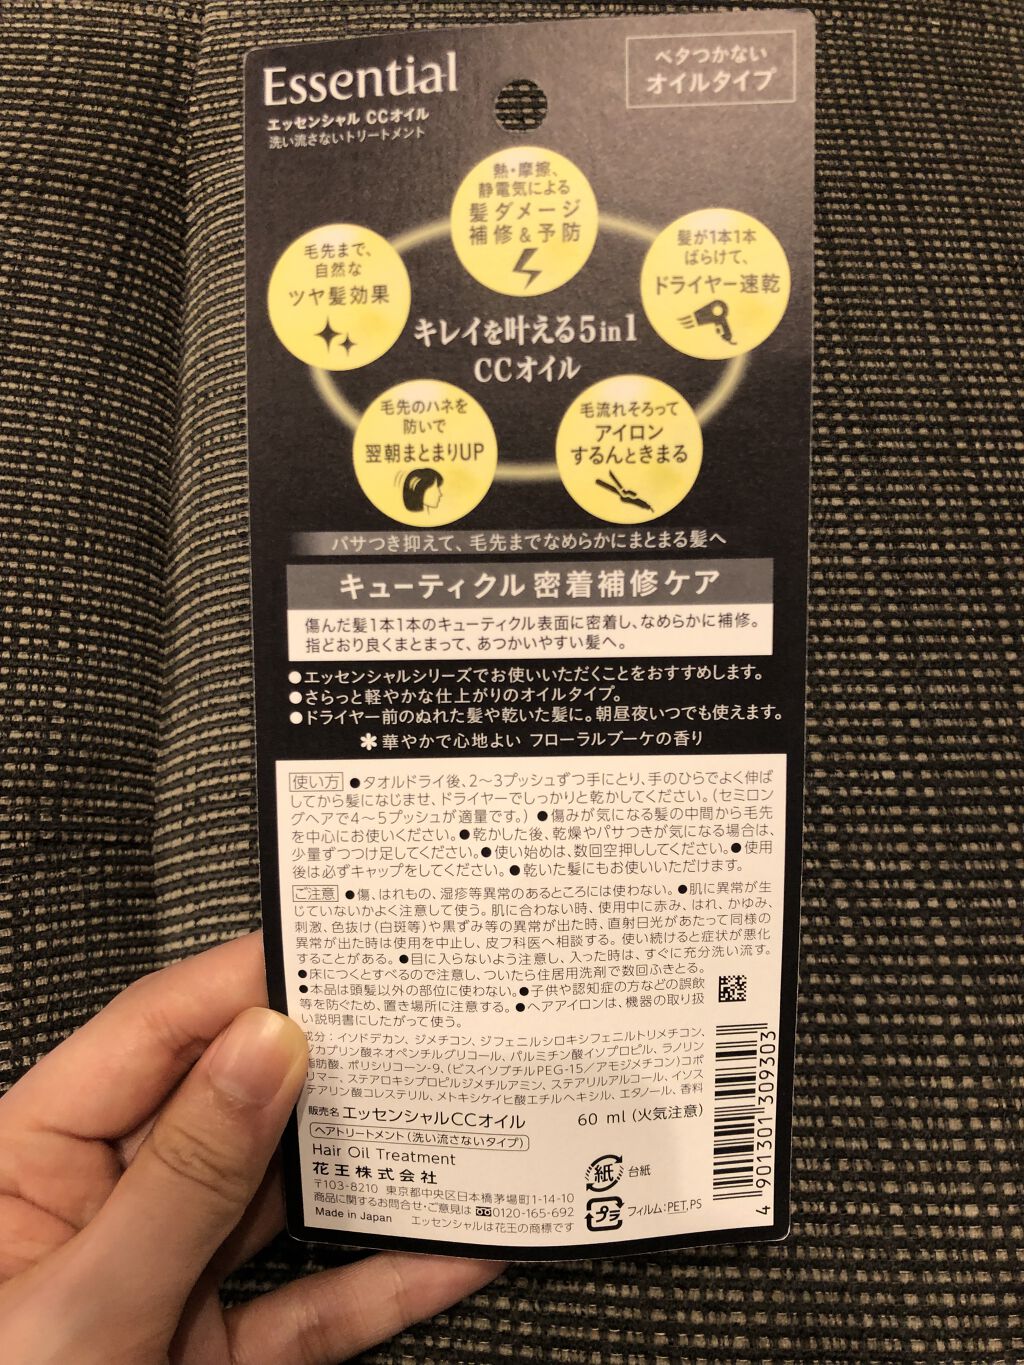 Essential
エッセンシャル CCオイル
洗い流さないトリートメント
ベタつかない
オイルタイプ
熱・摩擦、
静電気による
髪ダメージ
補修&予防
毛先まで、
自然な
ツヤ髪効果
髪が1本1本
ばらけて、
ドライヤー速乾
キレイを叶える5in1
CCオイル
毛先のハネを
防いで
翌朝まとまりUP
毛流れそろって
アイロン
するんときまる
パサつき抑えて、毛先までなめらかにまとまる髪へ
キューティクル 密着補修ケア
傷んだ髪1本1本のキューティクル表面に密着し、なめらかに補修。
指どおり良くまとまって、あつかいやすい髪へ。
●エッセンシャルシリーズでお使いいただくことをおすすめします。
●さらっと軽やかな仕上がりのオイルタイプ。
●ドライヤー前のぬれた髪や乾いた髪に。朝昼夜いつでも使えます。
✽ 華やかで心地よい フローラルブーケの香り
使い方 ●タオルドライ後、2〜3プッシュずつ手にとり、手のひらでよく伸ば
してから髪になじませ、ドライヤーでしっかりと乾かしてください。(セミロン
グヘアで4〜5プッシュが適量です。) ●傷みが気になる髪の中間から毛先
を中心にお使いください。●乾かした後、乾燥やパサつきが気になる場合は、
少量ずつつけ足してください。●使い始めは、数回空押ししてください。●使用
後は必ずキャップをしてください。●乾いた髪にもお使いいただけます。
ご注意 ●傷、はれもの、湿疹等異常のあるところには使わない。●肌に異常が生
じていないかよく注意して使う。肌に合わない時、使用中に赤み、はれ、かゆみ、
刺激、色抜け(白斑等)や黒ずみ等の異常が出た時、直射日光があたって同様の
異常が出た時は使用を中止し、皮フ科医へ相談する。使い続けると症状が悪化
することがある。●目に入らないよう注意し、入った時は、すぐに充分洗い流す。
●床につくとすべるので注意し、ついたら住居用洗剤で数回ふきとる。
●本品は頭髪以外の部位に使わない。●子供や認知症の方などの誤飲
等を防ぐため、置き場所に注意する。●ヘアアイロンは、機器の取り扱
い説明書にしたがって使う。
成分：イソドデカン、ジメチコン、ジフェニルシロキシフェニルトリメチコン、
ジカプリン酸ネオペンチルグリコール、パルミチン酸イソプロピル、ラノリン
脂肪酸、ポリシリコーン-9、(ビスイソブチルPEG-15／アモジメチコン)コポ
リマー、ステアロキシプロピルジメチルアミン、ステアリルアルコール、イソス
テアリン酸コレステリル、メトキシケイヒ酸エチルヘキシル、エタノール、香料
販売名 エッセンシャルCCオイル
60 ml (火気注意)
ヘアトリートメント(洗い流さないタイプ)
Hair Oil Treatment
花王株式会社
〒103-8210 東京都中央区日本橋茅場町1-14-10
商品に関するお問合せ・ご意見は 0120-165-692
Made in Japan エッセンシャルは花王の商標です
紙 台紙
プラ フィルム:PET,PS
4 901301 309303